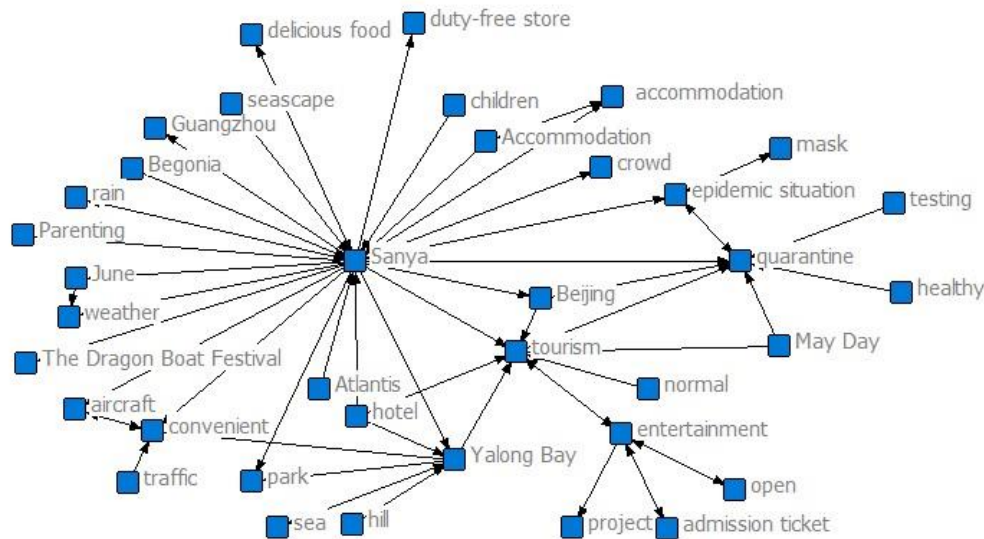 duty-free store
delicious food
accommodation
seascape
children
Guangzhou
Accommodation
mask
Begonia
crowd
epidemic situation
rain
testing
Parenting
Sanya
quarantine
June
Beijing
healthy
weather
May Day
tourism
The Dragon Boat Festival
Atlantis
normal
aircraft
hotel
convenient
entertainment
Yalong Bay
traffic
park
open
sea
hill
project
admission ticket